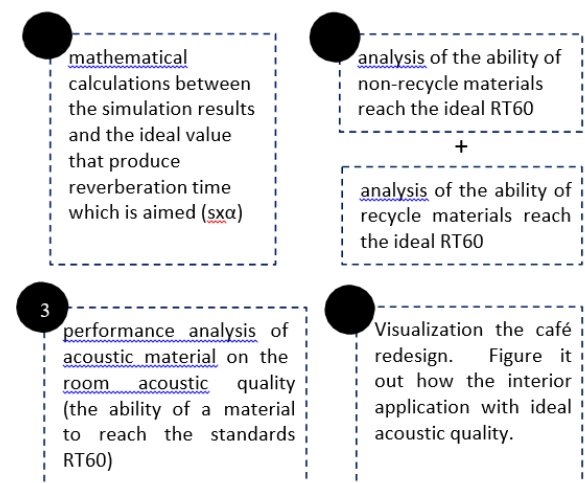 mathematical
calculations between
the simulation results
and the ideal value
that produce
reverberation time
which is aimed (sxα)
analysis of the ability of
non-recycle materials
reach the ideal RT60
+
analysis of the ability of
recycle materials reach
the ideal RT60
3
performance analysis of
acoustic material on the
room acoustic quality
(the ability of a material
to reach the standards
RT60)
Visualization the café
redesign. Figure it
out how the interior
application with ideal
acoustic quality.